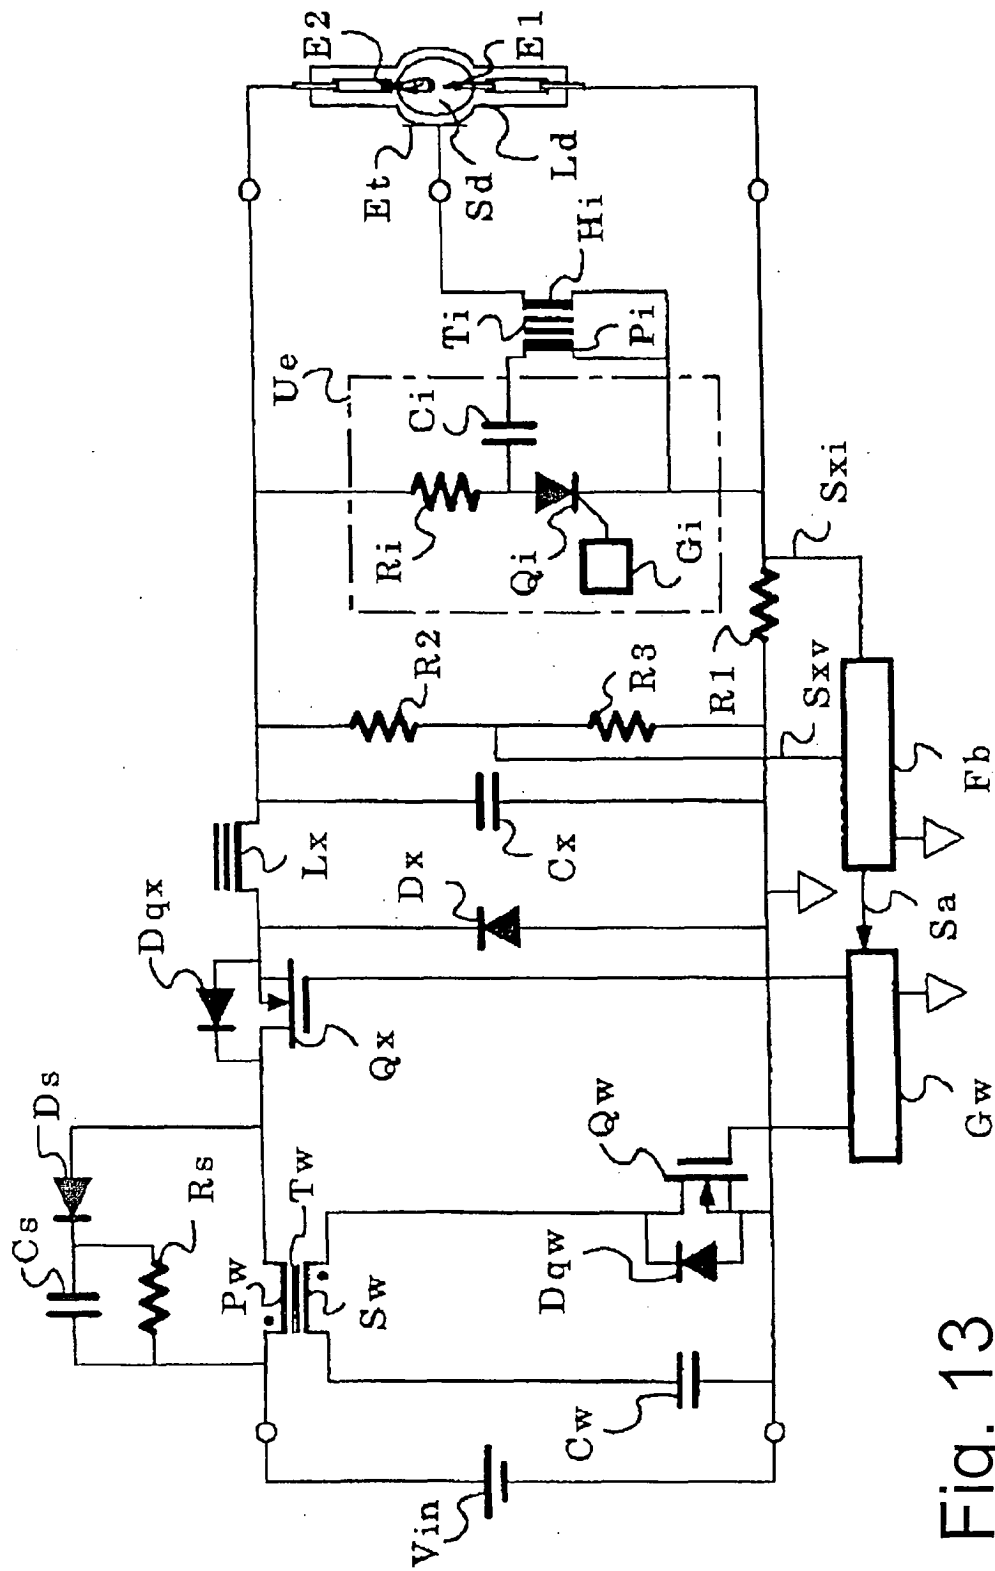 Vin
Cs
Ds
Rs
Pw
Tw
Sw
Cw
Dqw
Qw
Gw
Dqx
Qx
Lx
Dx
Cx
Sa
Fb
R2
R3
R1
Sxv
Sxi
Ue
Ri
Ci
Qi
Gi
Ti
Pi
Hi
Et
Sd
Ld
E2
E1
Fig. 13